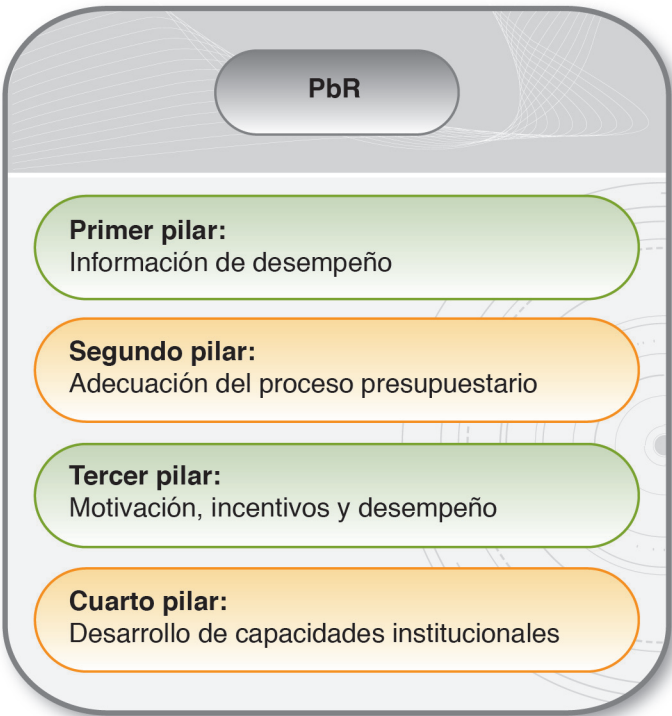 PbR
Primer pilar:
Información de desempeño
Segundo pilar:
Adecuación del proceso presupuestario
Tercer pilar:
Motivación, incentivos y desempeño
Cuarto pilar:
Desarrollo de capacidades institucionales